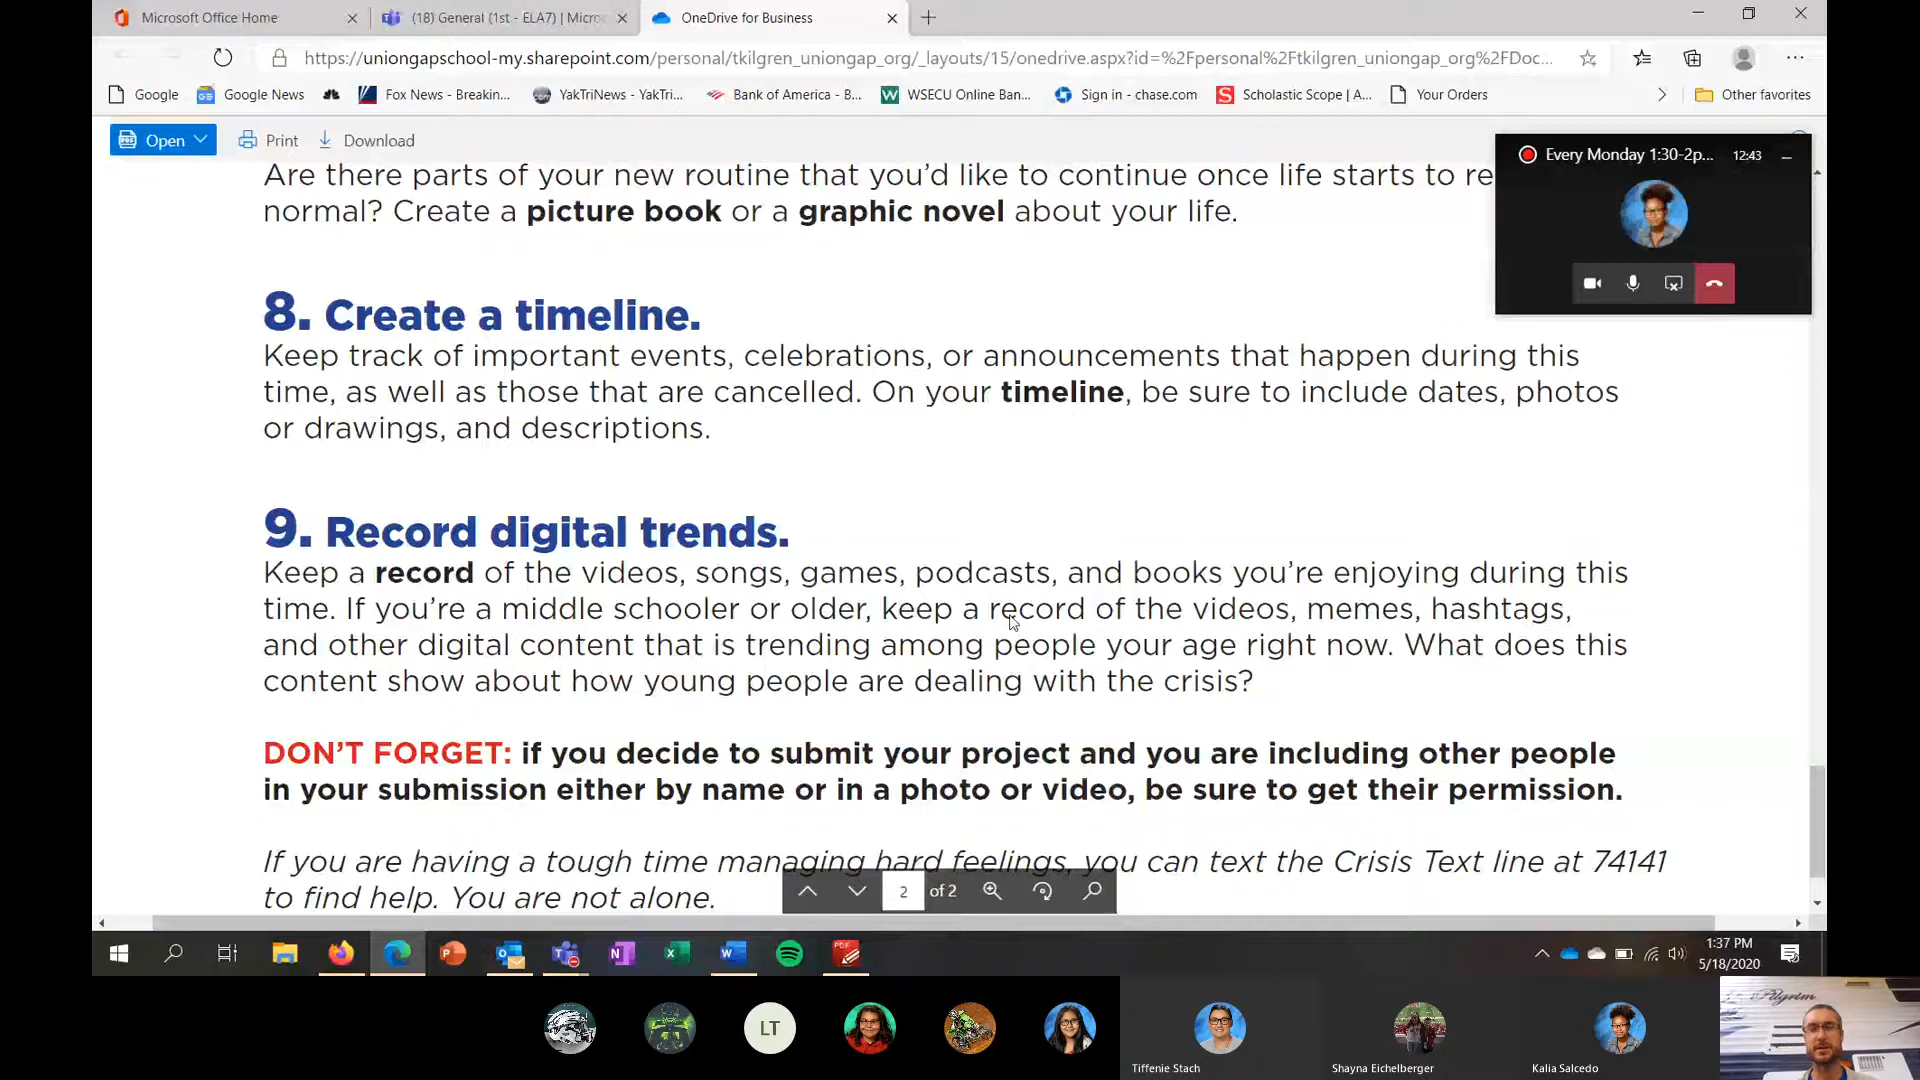 Microsoft Office Home
(18) General (1st - ELA7) | Micro
OneDrive for Business
https://uniongapschool-my.sharepoint.com/personal/tkilgren_uniongap_org/_layouts/15/onedrive.aspx?id=%2Fpersonal%2Ftkilgren_uniongap_org%2FDoc...
Google
Google News
Fox News - Breakin...
YakTriNews - YakTri...
Bank of America - B...
WSECU Online Ban...
Sign in - chase.com
Scholastic Scope | A...
Your Orders
Other favorites
Open
Print
Download
Every Monday 1:30-2p...
12:43
Are there parts of your new routine that you'd like to continue once life starts to re
normal? Create a picture book or a graphic novel about your life.
8. Create a timeline.
Keep track of important events, celebrations, or announcements that happen during this
time, as well as those that are cancelled. On your timeline, be sure to include dates, photos
or drawings, and descriptions.
9. Record digital trends.
Keep a record of the videos, songs, games, podcasts, and books you're enjoying during this
time. If you're a middle schooler or older, keep a record of the videos, memes, hashtags,
and other digital content that is trending among people your age right now. What does this
content show about how young people are dealing with the crisis?
DON'T FORGET: if you decide to submit your project and you are including other people
in your submission either by name or in a photo or video, be sure to get their permission.
If you are having a tough time managing hard feelings, you can text the Crisis Text line at 74141
to find help. You are not alone.
2 of 2
1:37 PM
5/18/2020
LT
Pilgrim
Tiffenie Stach
Shayna Eichelberger
Kalia Salcedo